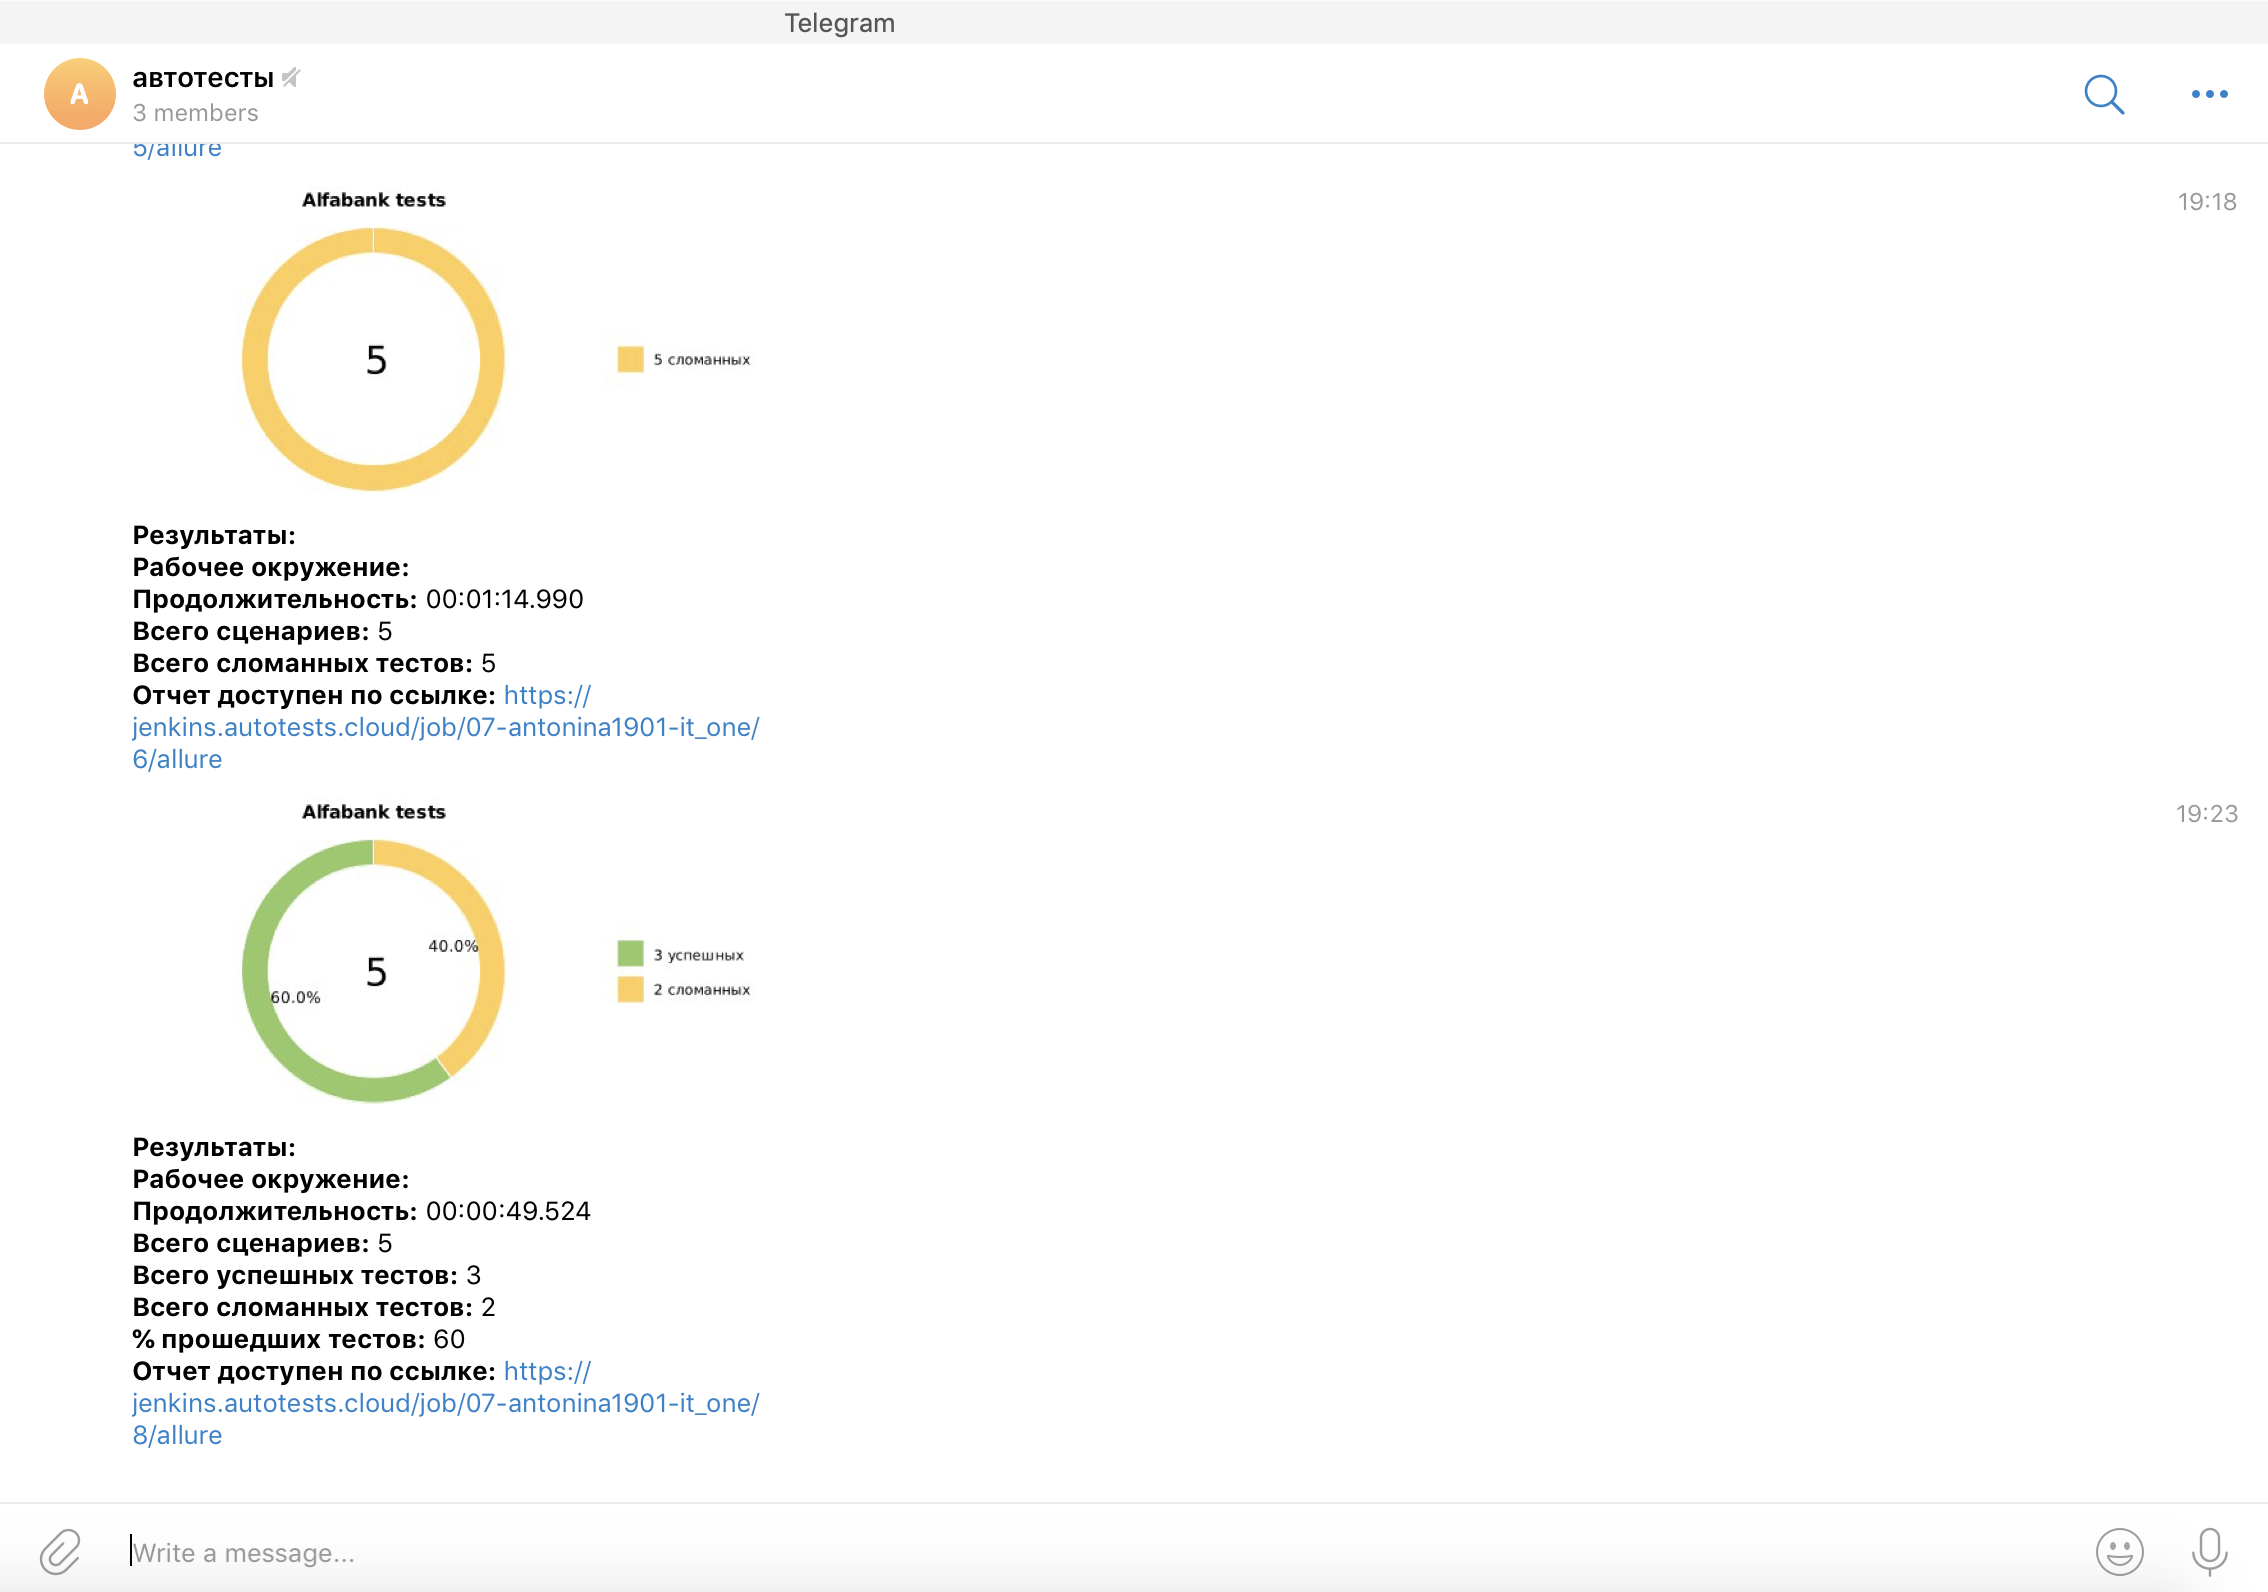 Telegram
A
автотесты
3 members
5/allure
Alfabank tests
19:18
5
5 сломанных
Результаты:
Рабочее окружение:
Продолжительность: 00:01:14.990
Всего сценариев: 5
Всего сломанных тестов: 5
Отчет доступен по ссылке: https://
jenkins.autotests.cloud/job/07-antonina1901-it_one/
6/allure
Alfabank tests
19:23
40.0%
5
60.0%
3 успешных
2 сломанных
Результаты:
Рабочее окружение:
Продолжительность: 00:00:49.524
Всего сценариев: 5
Всего успешных тестов: 3
Всего сломанных тестов: 2
% прошедших тестов: 60
Отчет доступен по ссылке: https://
jenkins.autotests.cloud/job/07-antonina1901-it_one/
8/allure
Write a message...